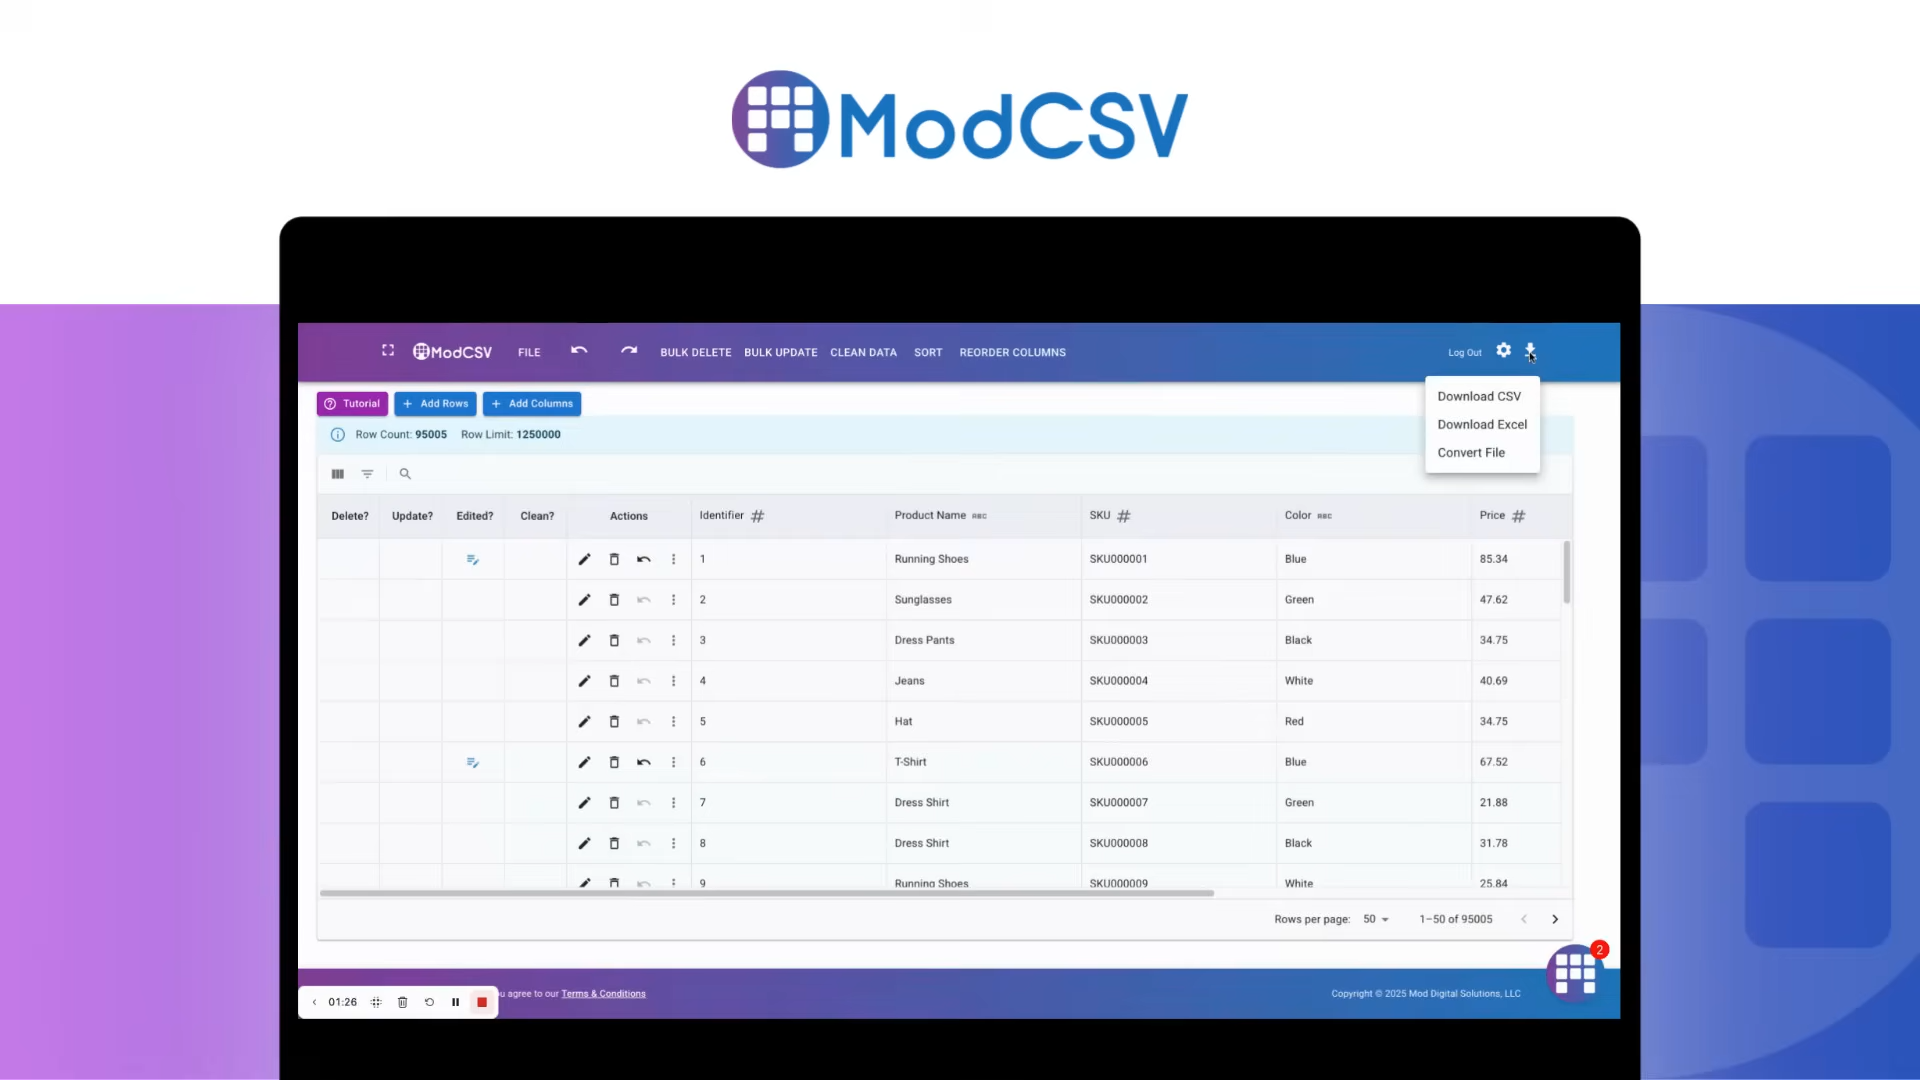 ModCSV
ModCSV FILE BULK DELETE BULK UPDATE CLEAN DATA SORT REORDER COLUMNS Log Out
Tutorial + Add Rows + Add Columns
Download CSV
Download Excel
Convert File
Row Count: 95005 Row Limit: 1250000
Delete? Update? Edited? Clean? Actions Identifier # Product Name ABC SKU # Color ABC Price #
1 Running Shoes SKU000001 Blue 85.34
2 Sunglasses SKU000002 Green 47.62
3 Dress Pants SKU000003 Black 34.75
4 Jeans SKU000004 White 40.69
5 Hat SKU000005 Red 34.75
6 T-Shirt SKU000006 Blue 67.52
7 Dress Shirt SKU000007 Green 21.88
8 Dress Shirt SKU000008 Black 31.78
9 Running Shoes SKU000009 White 25.84
Rows per page: 50 1–50 of 95005
2
01:26
u agree to our Terms & Conditions
Copyright © 2025 Mod Digital Solutions, LLC